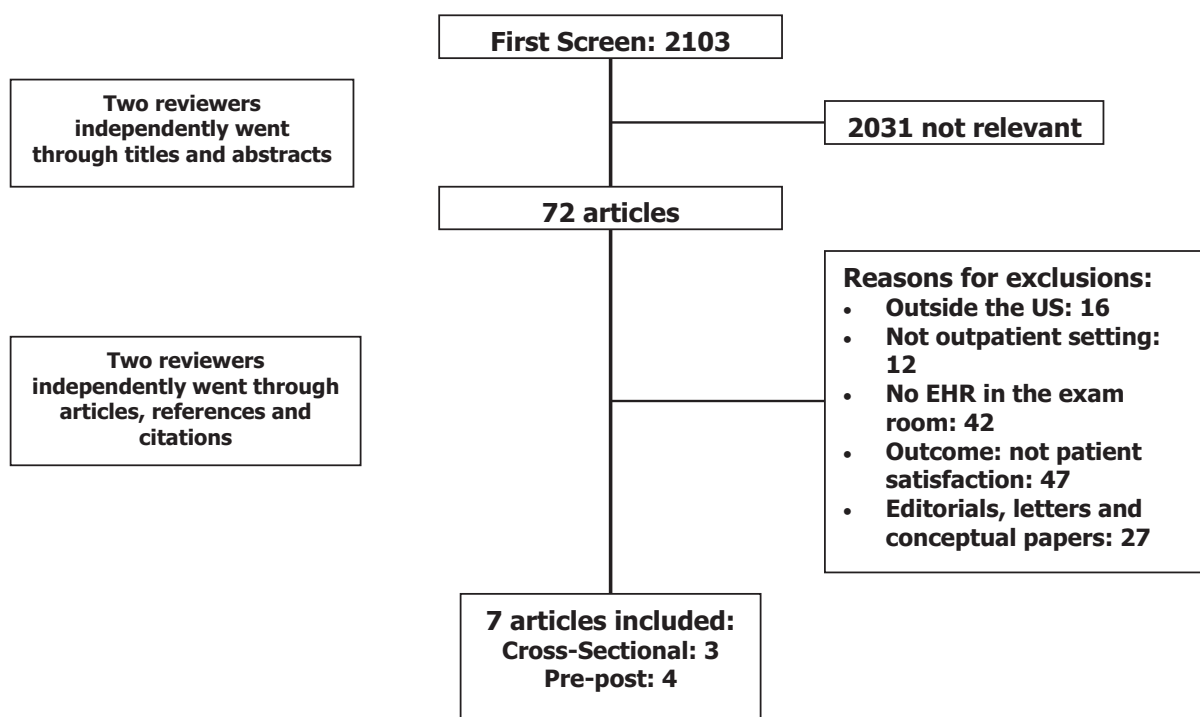 First Screen: 2103
Two reviewers
independently went
through titles and abstracts
2031 not relevant
72 articles
Reasons for exclusions:
• Outside the US: 16
• Not outpatient setting:
12
• No EHR in the exam
room: 42
• Outcome: not patient
satisfaction: 47
• Editorials, letters and
conceptual papers: 27
Two reviewers
independently went through
articles, references and
citations
7 articles included:
Cross-Sectional: 3
Pre-post: 4